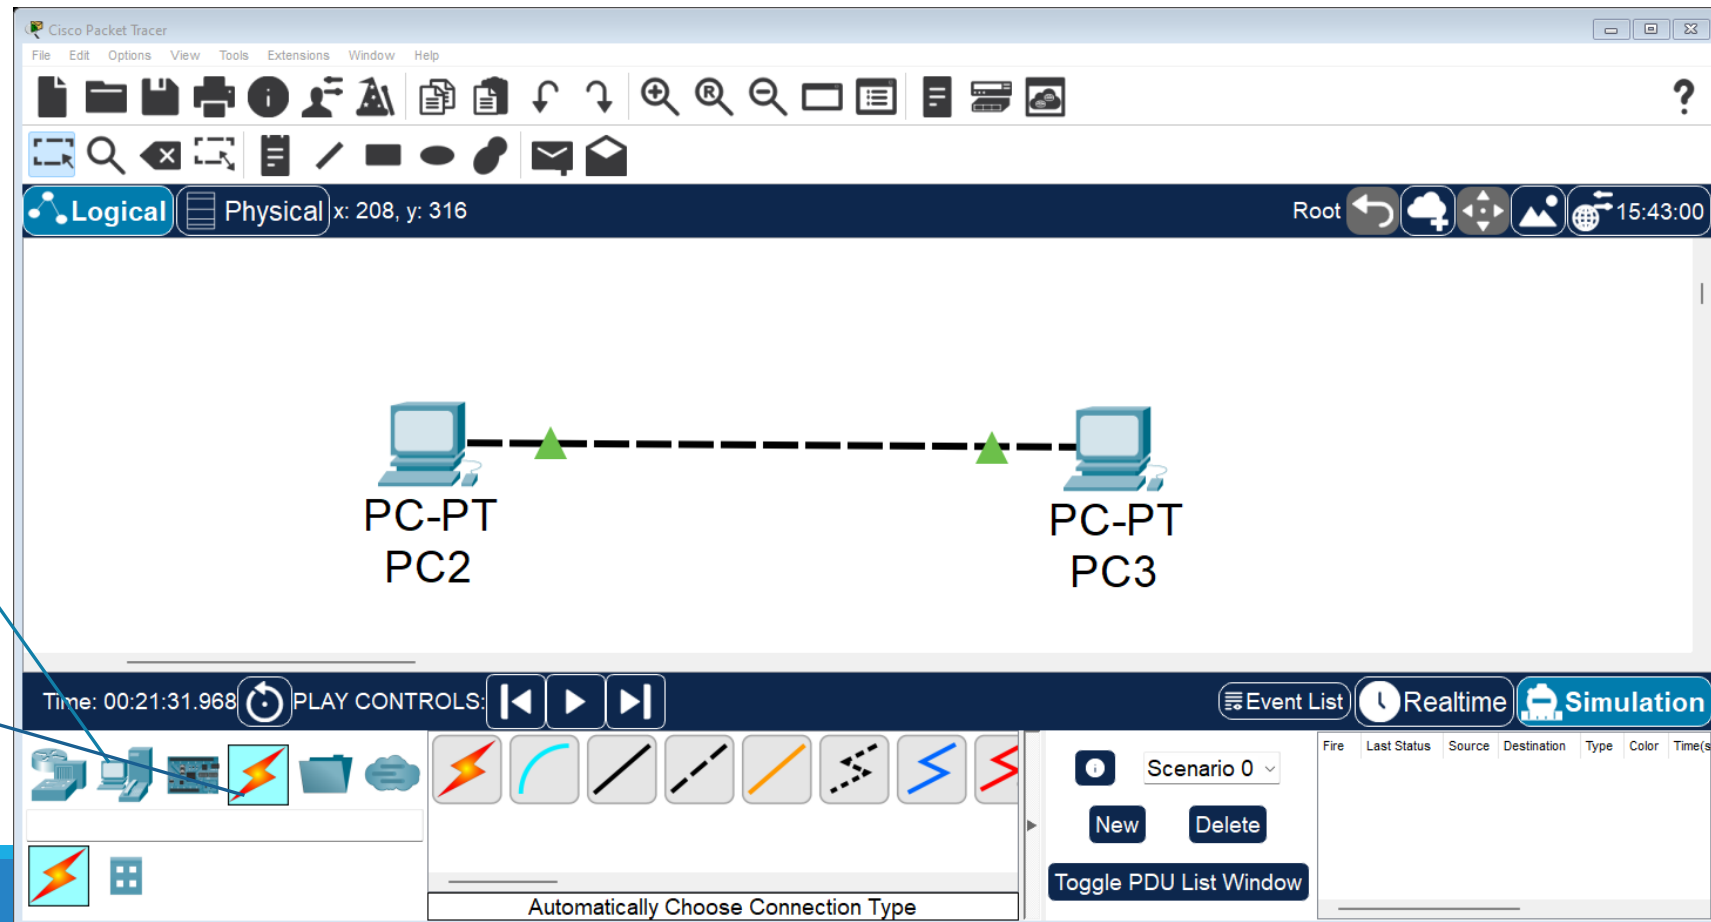 Cisco Packet Tracer
File Edit Options View Tools Extensions Window Help
Logical Physical x: 208, y: 316 Root 15:43:00
PC-PT
PC2
PC-PT
PC3
Time: 00:21:31.968 PLAY CONTROLS: Event List Realtime Simulation
Fire Last Status Source Destination Type Color Time(s
Scenario 0
New Delete
Toggle PDU List Window
Automatically Choose Connection Type